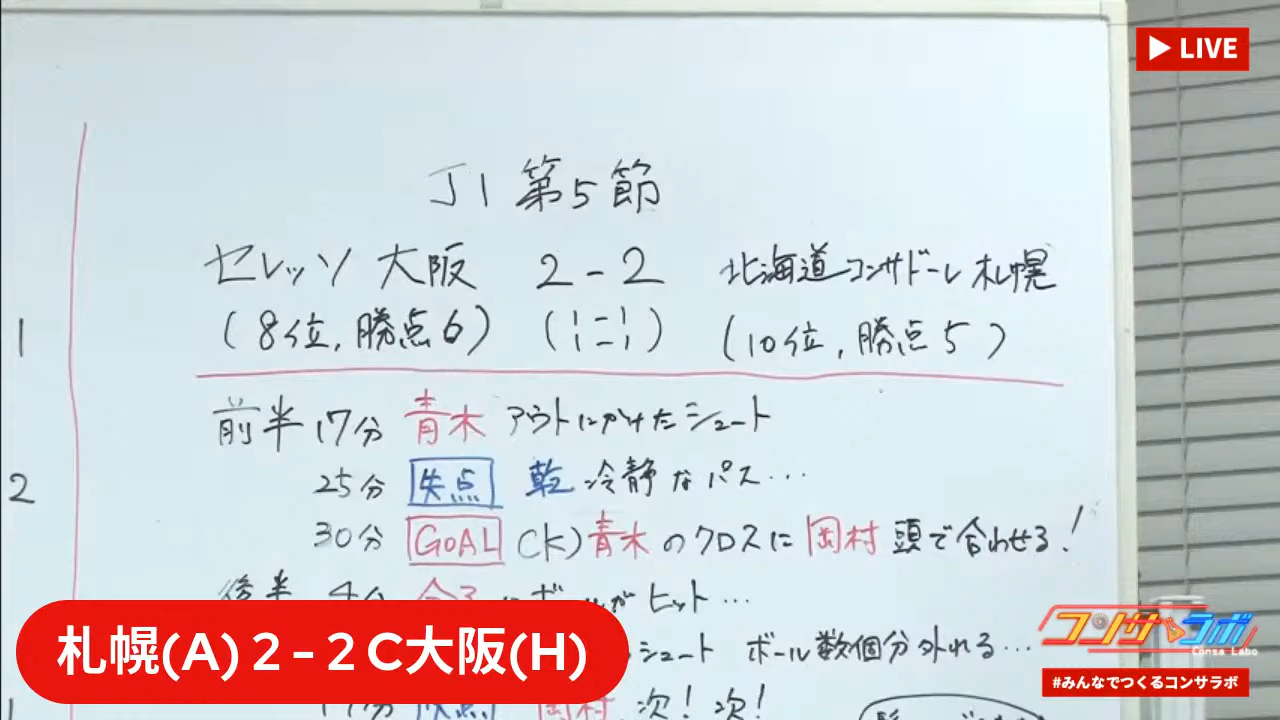 LIVE
J1 第5節
セレッソ 大阪 2-2 北海道コンサドーレ札幌
1 (8位,勝点6) (1-1) (10位,勝点5)
前半 17分 青木 アウトにかけたシュート
2 25分 失点 乾 冷静なパス…
30分 GOAL CK)青木のクロスに岡村 頭で合わせる!
後半 4分 金子 にボールがヒット…
シュート ボール数個分外れる…
失点 岡村 次! 次!
札幌(A) 2-2 C大阪(H)
コンサラボ
Consa Labo
#みんなでつくるコンサラボ